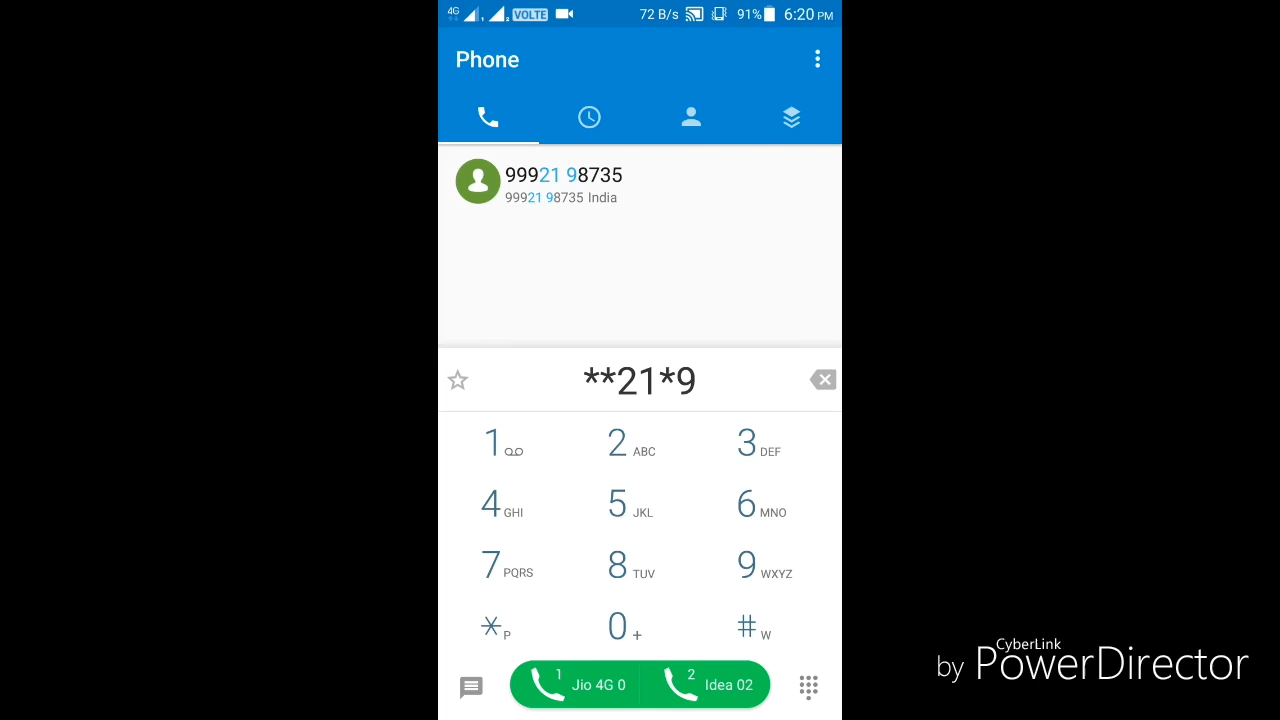 4G 1 2 VOLTE 72 B/s 91% 6:20 PM
Phone
99921 98735
99921 98735 India
**21*9
1 2 ABC 3 DEF
4 GHI 5 JKL 6 MNO
7 PQRS 8 TUV 9 WXYZ
* P 0 + # W
1 Jio 4G 0 2 Idea 02
CyberLink
by PowerDirector